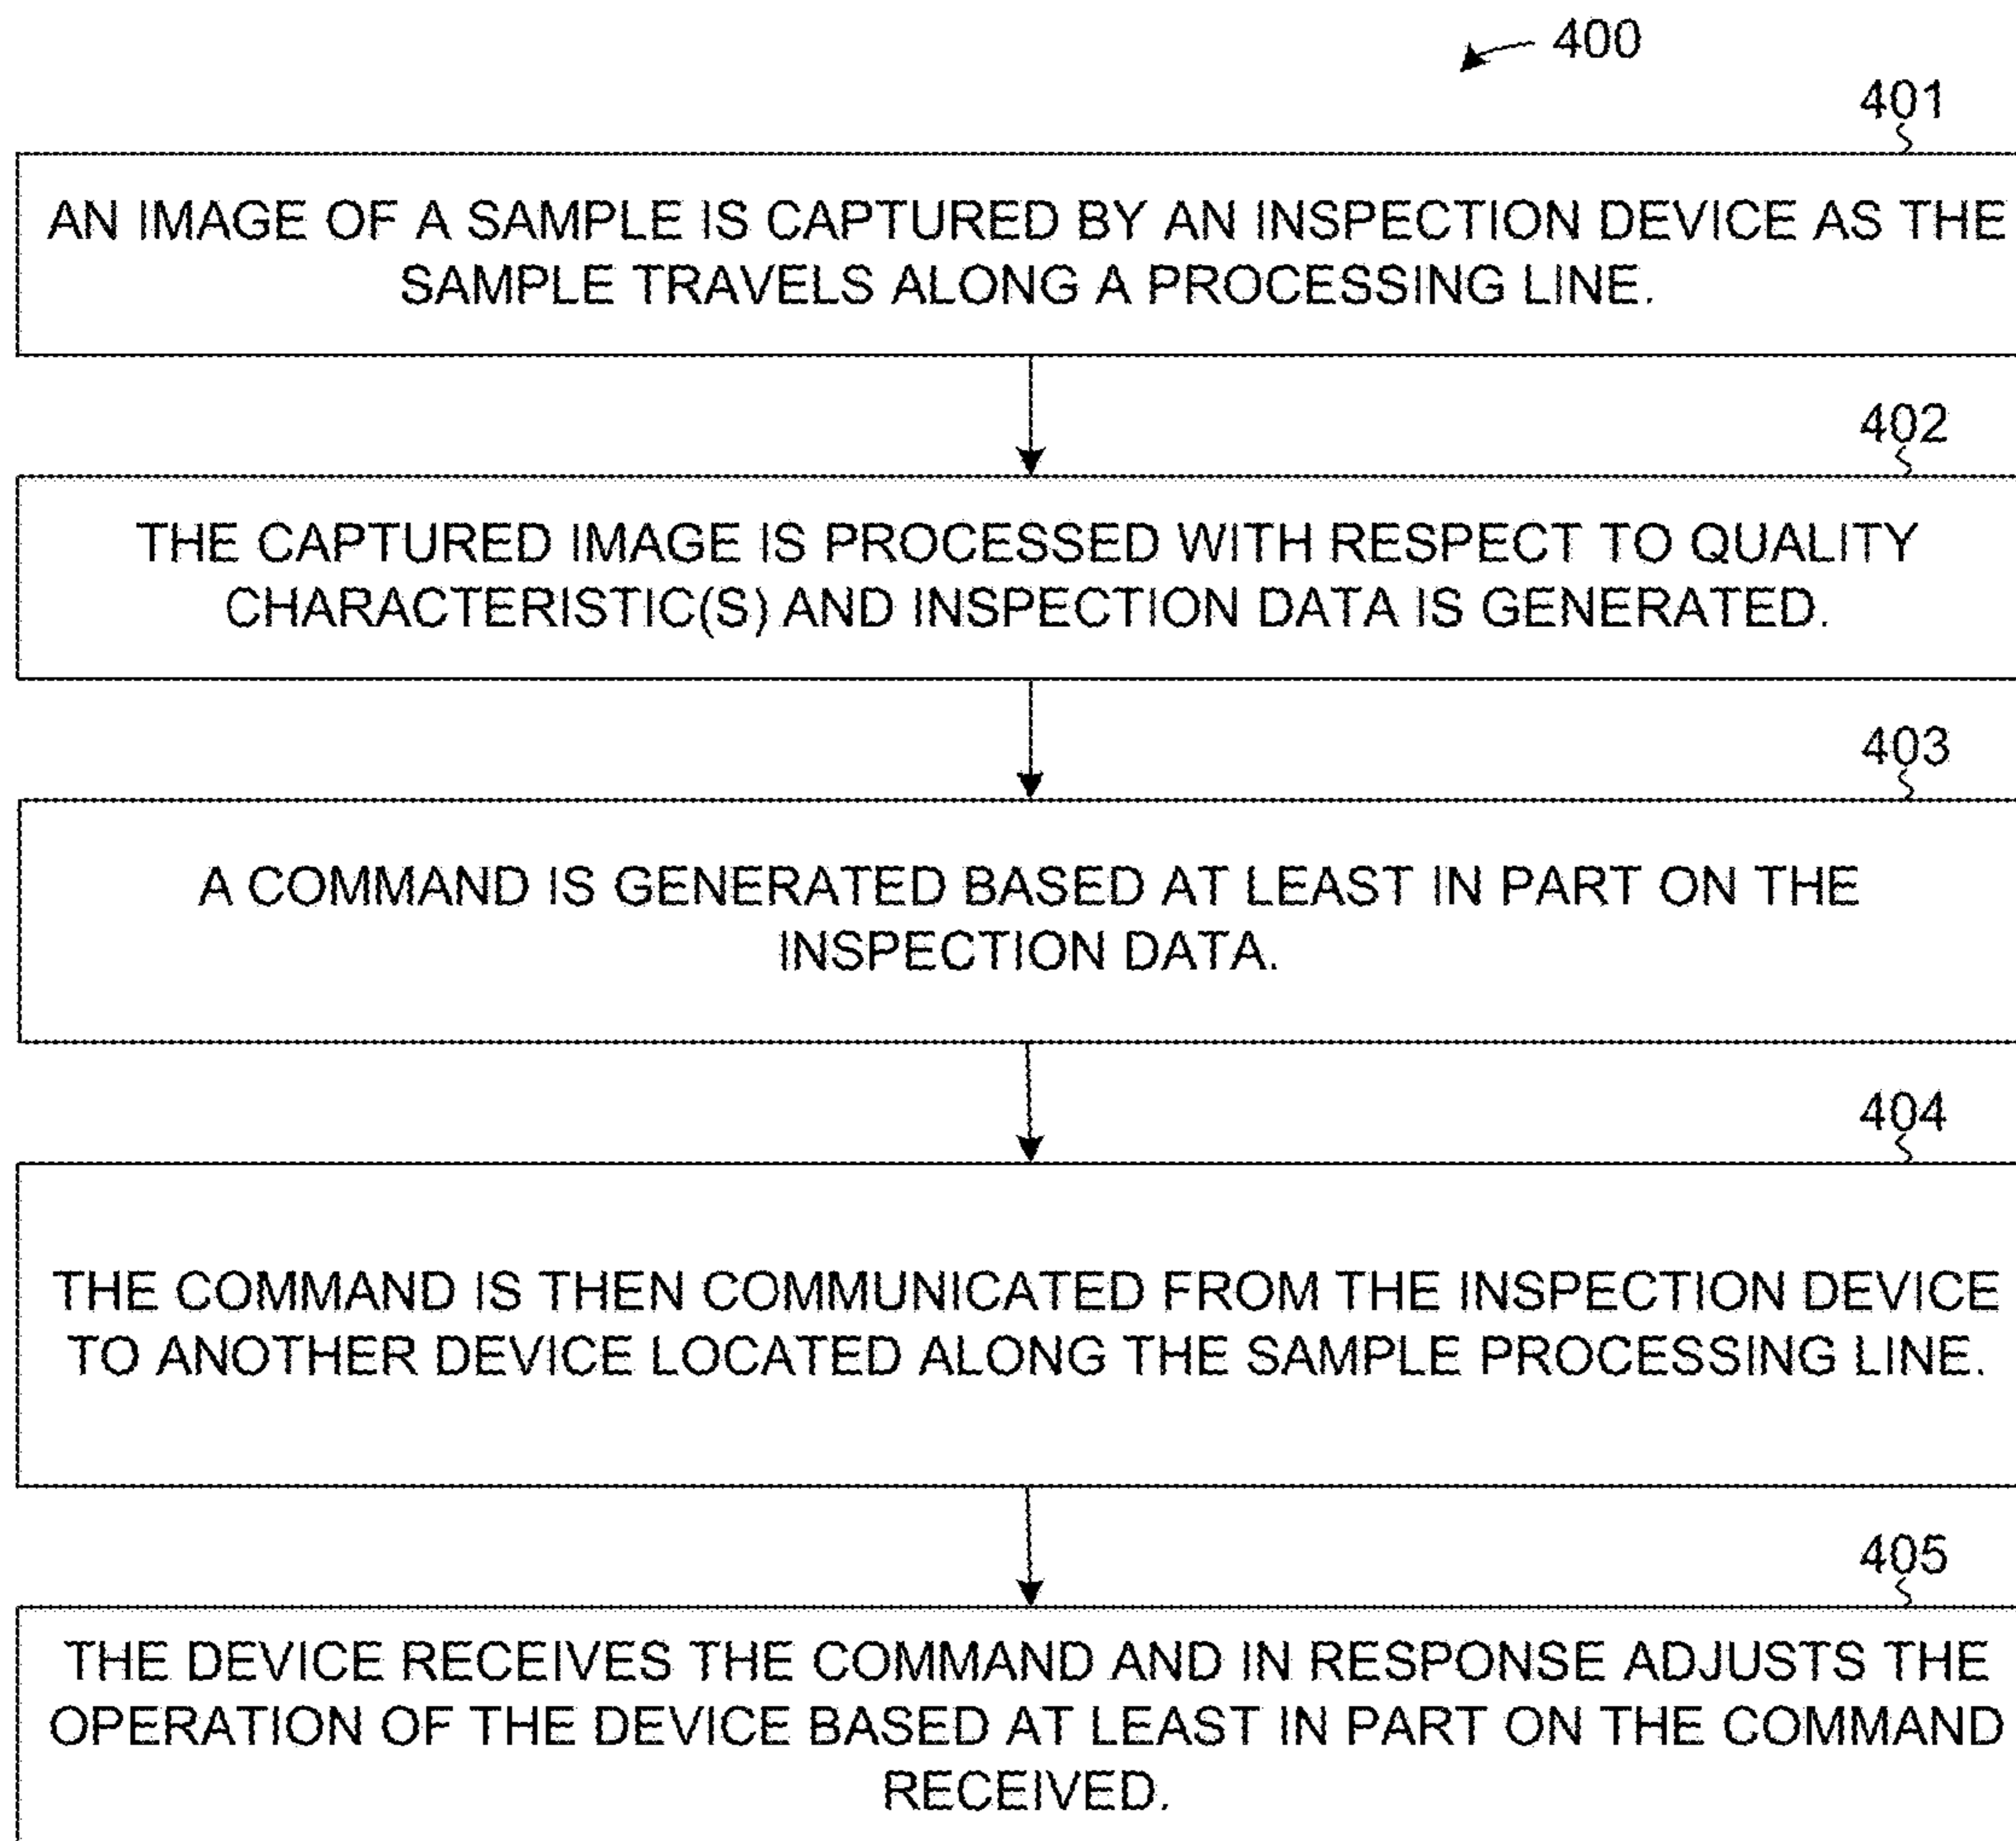 400
401
AN IMAGE OF A SAMPLE IS CAPTURED BY AN INSPECTION DEVICE AS THE
SAMPLE TRAVELS ALONG A PROCESSING LINE.
402
THE CAPTURED IMAGE IS PROCESSED WITH RESPECT TO QUALITY
CHARACTERISTIC(S) AND INSPECTION DATA IS GENERATED.
403
A COMMAND IS GENERATED BASED AT LEAST IN PART ON THE
INSPECTION DATA.
404
THE COMMAND IS THEN COMMUNICATED FROM THE INSPECTION DEVICE
TO ANOTHER DEVICE LOCATED ALONG THE SAMPLE PROCESSING LINE.
405
THE DEVICE RECEIVES THE COMMAND AND IN RESPONSE ADJUSTS THE
OPERATION OF THE DEVICE BASED AT LEAST IN PART ON THE COMMAND
RECEIVED.